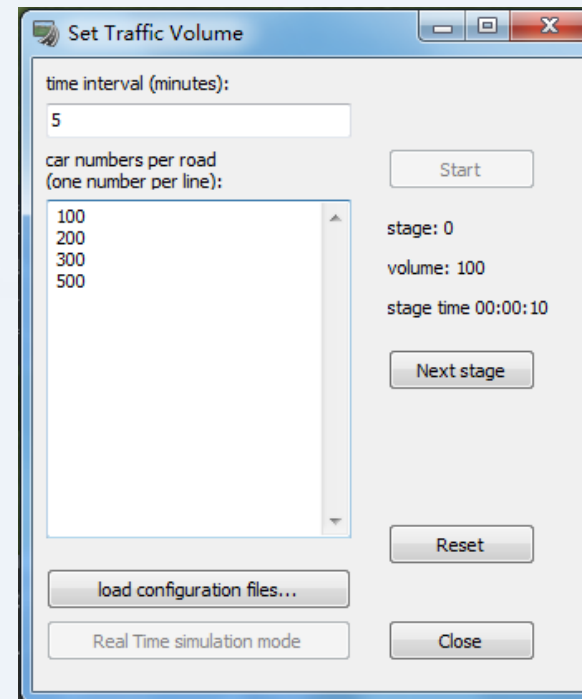 Set Traffic Volume
time interval (minutes):
5
car numbers per road
(one number per line):
100
200
300
500
load configuration files...
Real Time simulation mode
Start
stage: 0
volume: 100
stage time 00:00:10
Next stage
Reset
Close